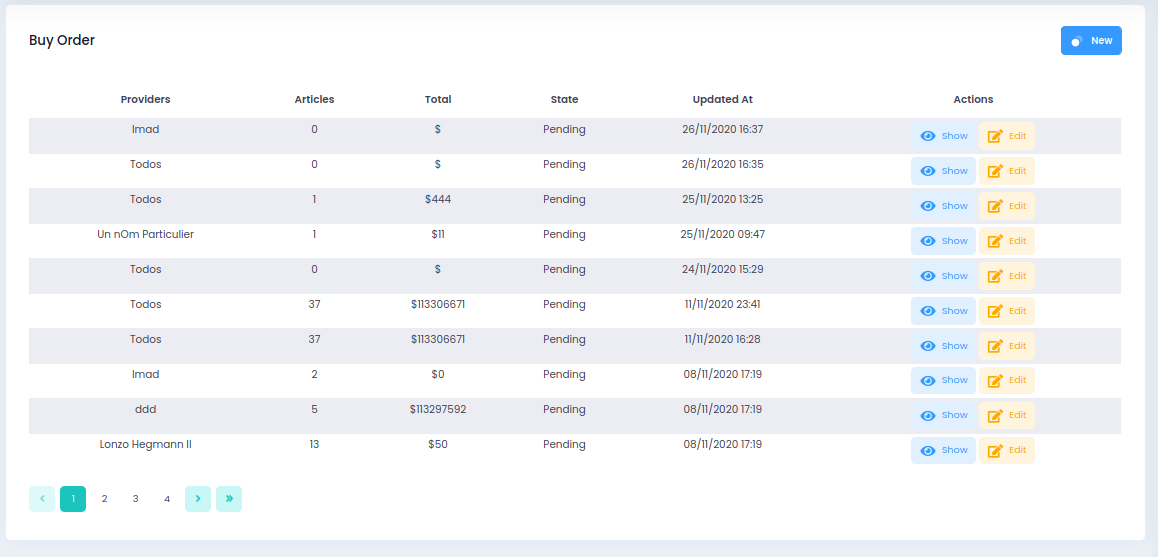 Buy Order
New
Providers Articles Total State Updated At Actions
Imad 0 $ Pending 26/11/2020 16:37 Show Edit
Todos 0 $ Pending 26/11/2020 16:35 Show Edit
Todos 1 $444 Pending 25/11/2020 13:25 Show Edit
Un nOm Particulier 1 $11 Pending 25/11/2020 09:47 Show Edit
Todos 0 $ Pending 24/11/2020 15:29 Show Edit
Todos 37 $113306671 Pending 11/11/2020 23:41 Show Edit
Todos 37 $113306671 Pending 11/11/2020 16:28 Show Edit
Imad 2 $0 Pending 08/11/2020 17:19 Show Edit
ddd 5 $113297592 Pending 08/11/2020 17:19 Show Edit
Lonzo Hegmann II 13 $50 Pending 08/11/2020 17:19 Show Edit
‹ 1 2 3 4 › »